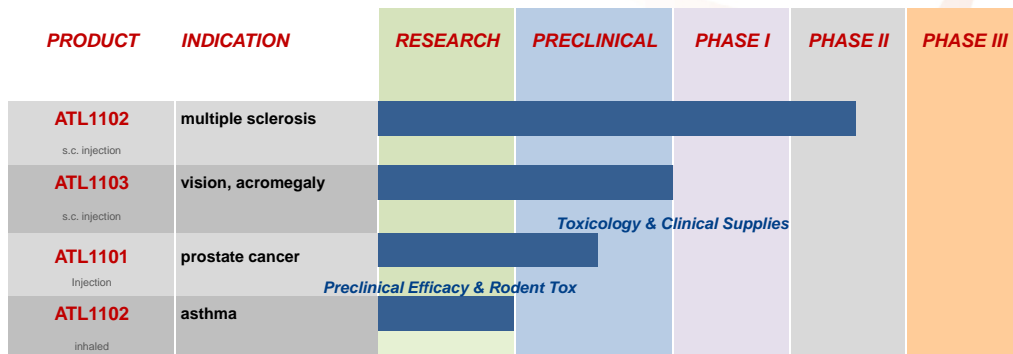 PRODUCT INDICATION RESEARCH PRECLINICAL PHASE I PHASE II PHASE III
ATL1102 multiple sclerosis
s.c. injection
ATL1103 vision, acromegaly
s.c. injection
Toxicology & Clinical Supplies
ATL1101 prostate cancer
Injection
Preclinical Efficacy & Rodent Tox
ATL1102 asthma
inhaled